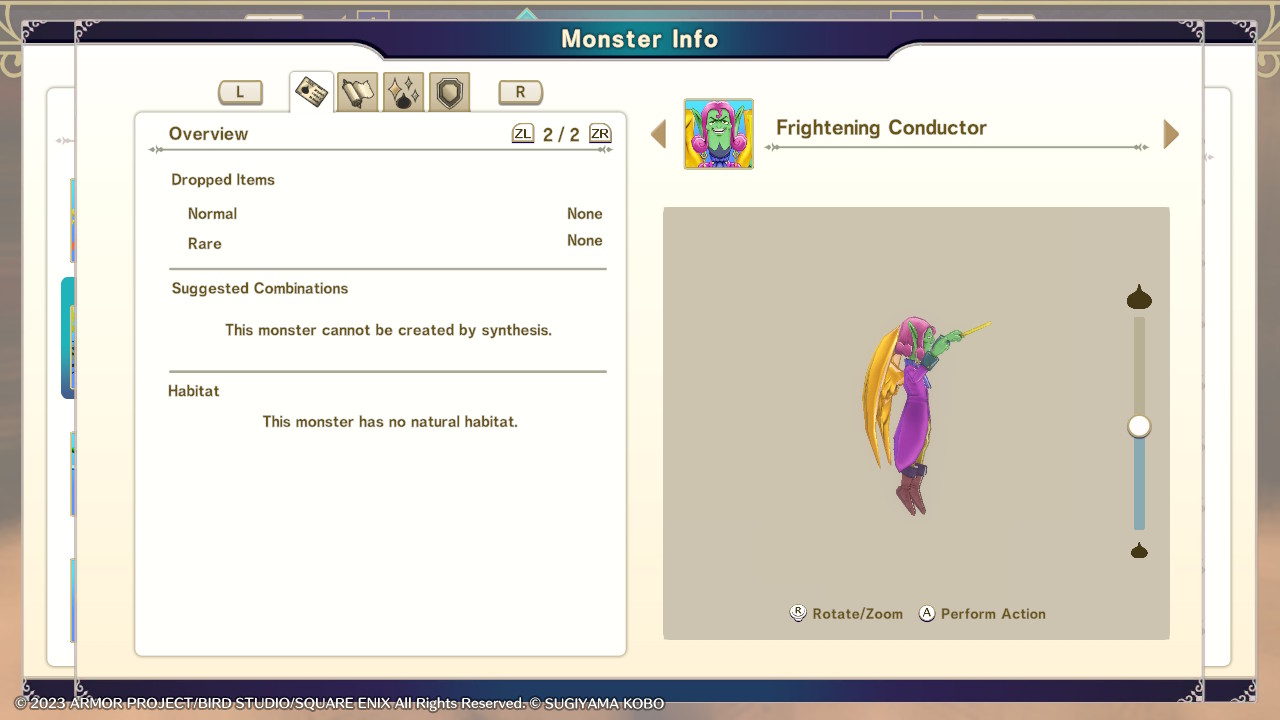 Monster Info
L
R
Overview
ZL 2 / 2 ZR
Dropped Items
Normal None
Rare None
Suggested Combinations
This monster cannot be created by synthesis.
Habitat
This monster has no natural habitat.
Frightening Conductor
R Rotate/Zoom A Perform Action
© 2023 ARMOR PROJECT/BIRD STUDIO/SQUARE ENIX All Rights Reserved. © SUGIYAMA KOBO